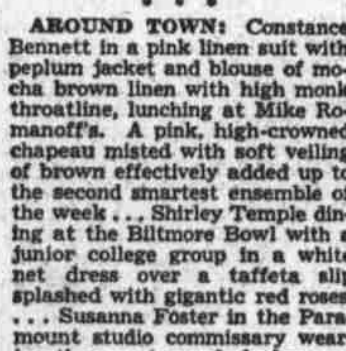 AROUND TOWN: Constance
Bennett in a pink linen suit with
peplum jacket and blouse of mo-
cha brown linen with high monk
throatline, lunching at Mike Ro-
manoff's. A pink, high-crowned
chapeau misted with soft veiling
of brown effectively added up to
the second smartest ensemble of
the week ... Shirley Temple din-
ing at the Biltmore Bowl with a
junior college group in a white
net dress over a taffeta slip
splashed with gigantic red roses
... Susanna Foster in the Para-
mount studio commissary wear-